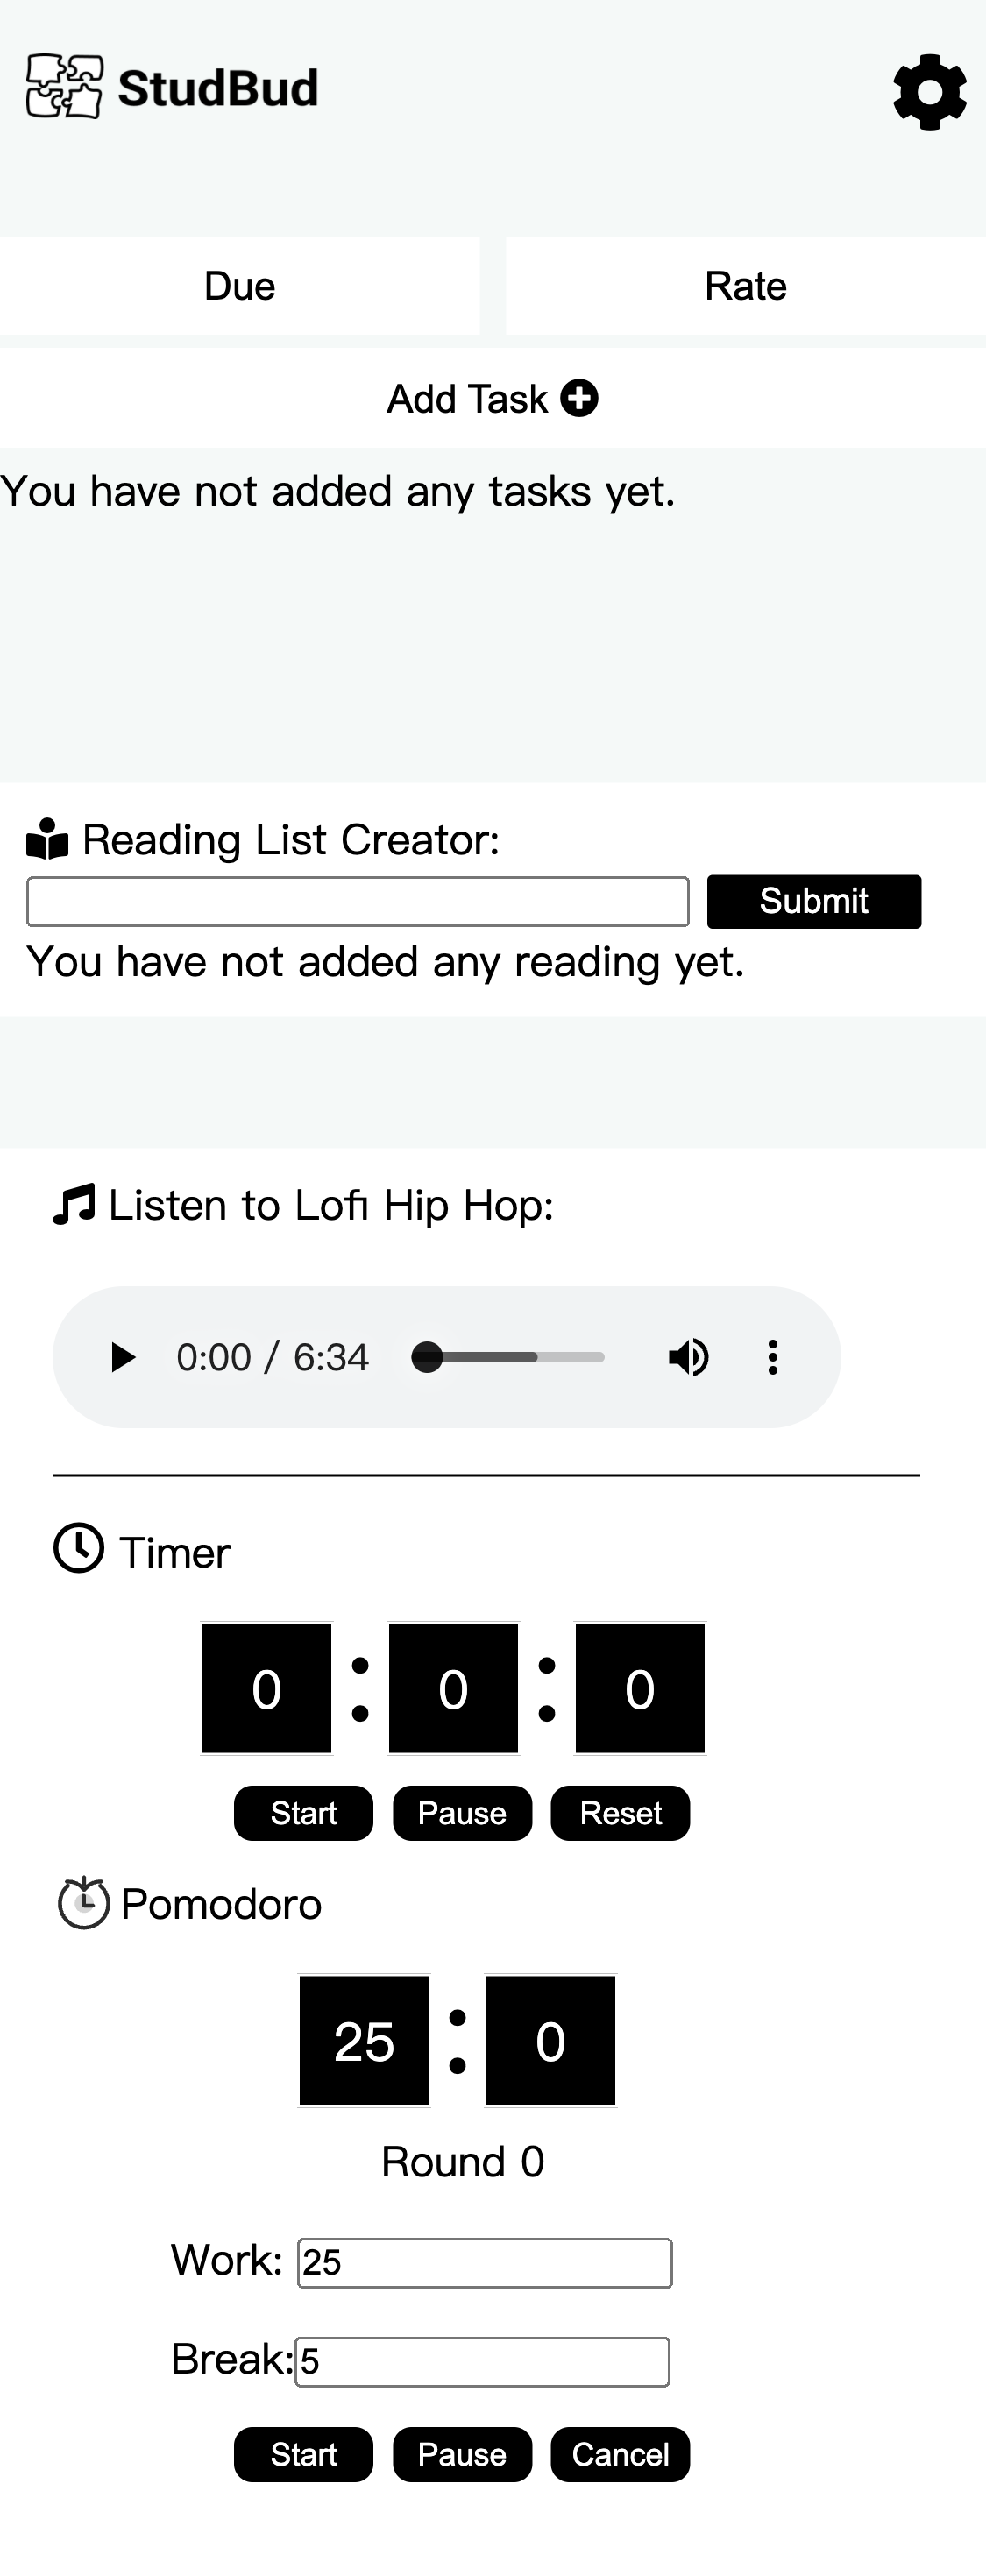 StudBud
Due Rate
Add Task
You have not added any tasks yet.
Reading List Creator:
Submit
You have not added any reading yet.
Listen to Lofi Hip Hop:
0:00 / 6:34
Timer
0 : 0 : 0
Start Pause Reset
Pomodoro
25 : 0
Round 0
Work: 25
Break: 5
Start Pause Cancel